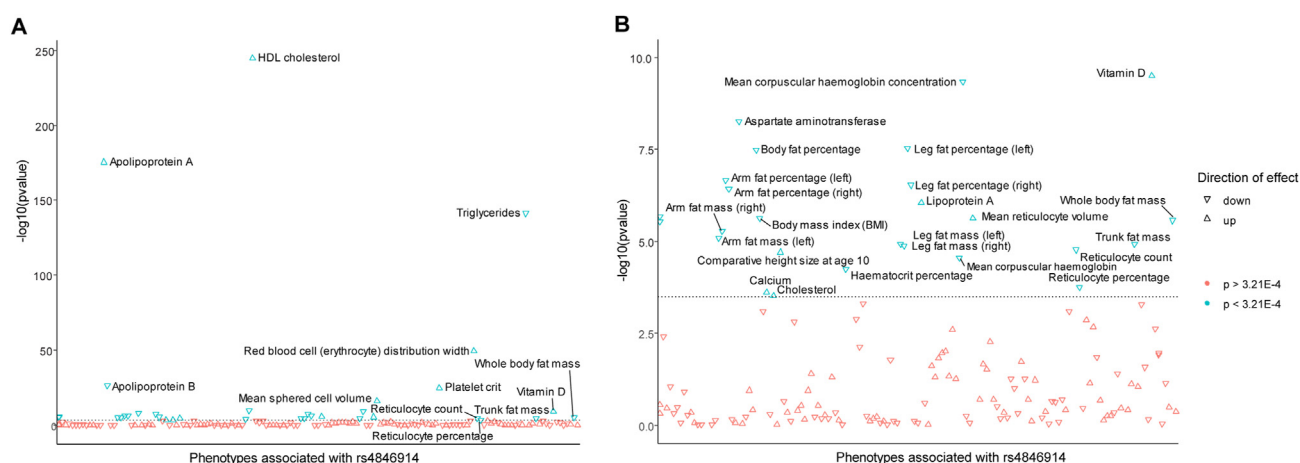 A
-log10(pvalue)
250
200
150
100
50
0
HDL cholesterol
Apolipoprotein A
Triglycerides
Red blood cell (erythrocyte) distribution width
Whole body fat mass
Apolipoprotein B
Platelet crit
Vitamin D
Mean sphered cell volume
Reticulocyte count
Trunk fat mass
Reticulocyte percentage
Phenotypes associated with rs4846914
B
-log10(pvalue)
10.0
7.5
5.0
2.5
0.0
Mean corpuscular haemoglobin concentration
Vitamin D
Aspartate aminotransferase
Body fat percentage
Leg fat percentage (left)
Arm fat percentage (left)
Arm fat percentage (right)
Leg fat percentage (right)
Lipoprotein A
Whole body fat mass
Arm fat mass (right)
Body mass index (BMI)
Mean reticulocyte volume
Arm fat mass (left)
Leg fat mass (left)
Leg fat mass (right)
Trunk fat mass
Comparative height size at age 10
Reticulocyte count
Haematocrit percentage
Mean corpuscular haemoglobin
Reticulocyte percentage
Calcium
Cholesterol
Phenotypes associated with rs4846914
Direction of effect
down
up
p > 3.21E-4
p < 3.21E-4